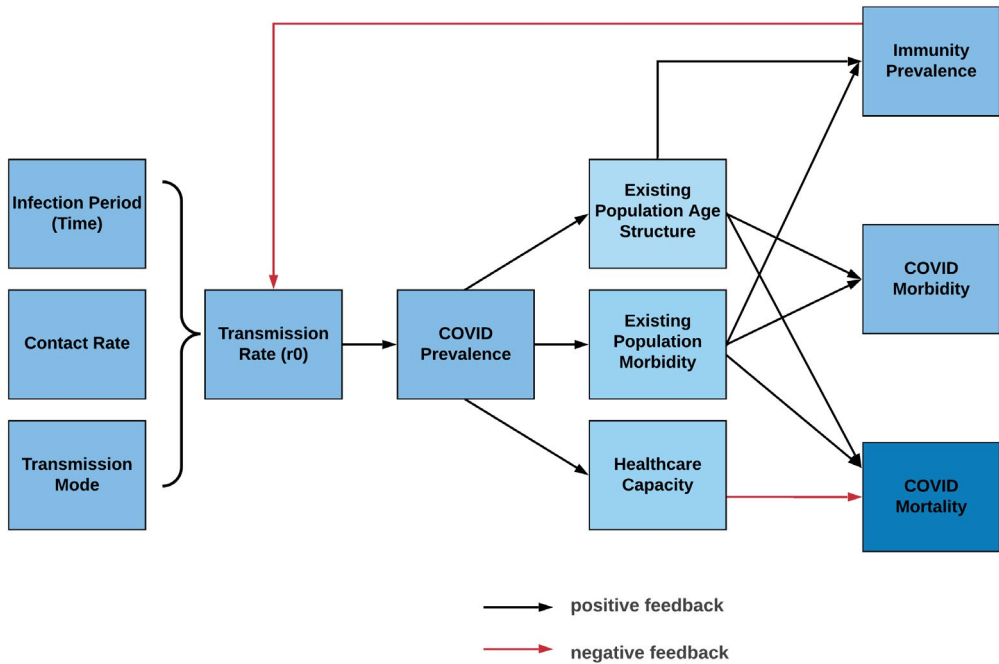 Immunity
Prevalence
Infection Period
(Time)
Existing
Population Age
Structure
COVID
Morbidity
Contact Rate
Transmission
Rate (r0)
COVID
Prevalence
Existing
Population
Morbidity
Transmission
Mode
Healthcare
Capacity
COVID
Mortality
positive feedback
negative feedback